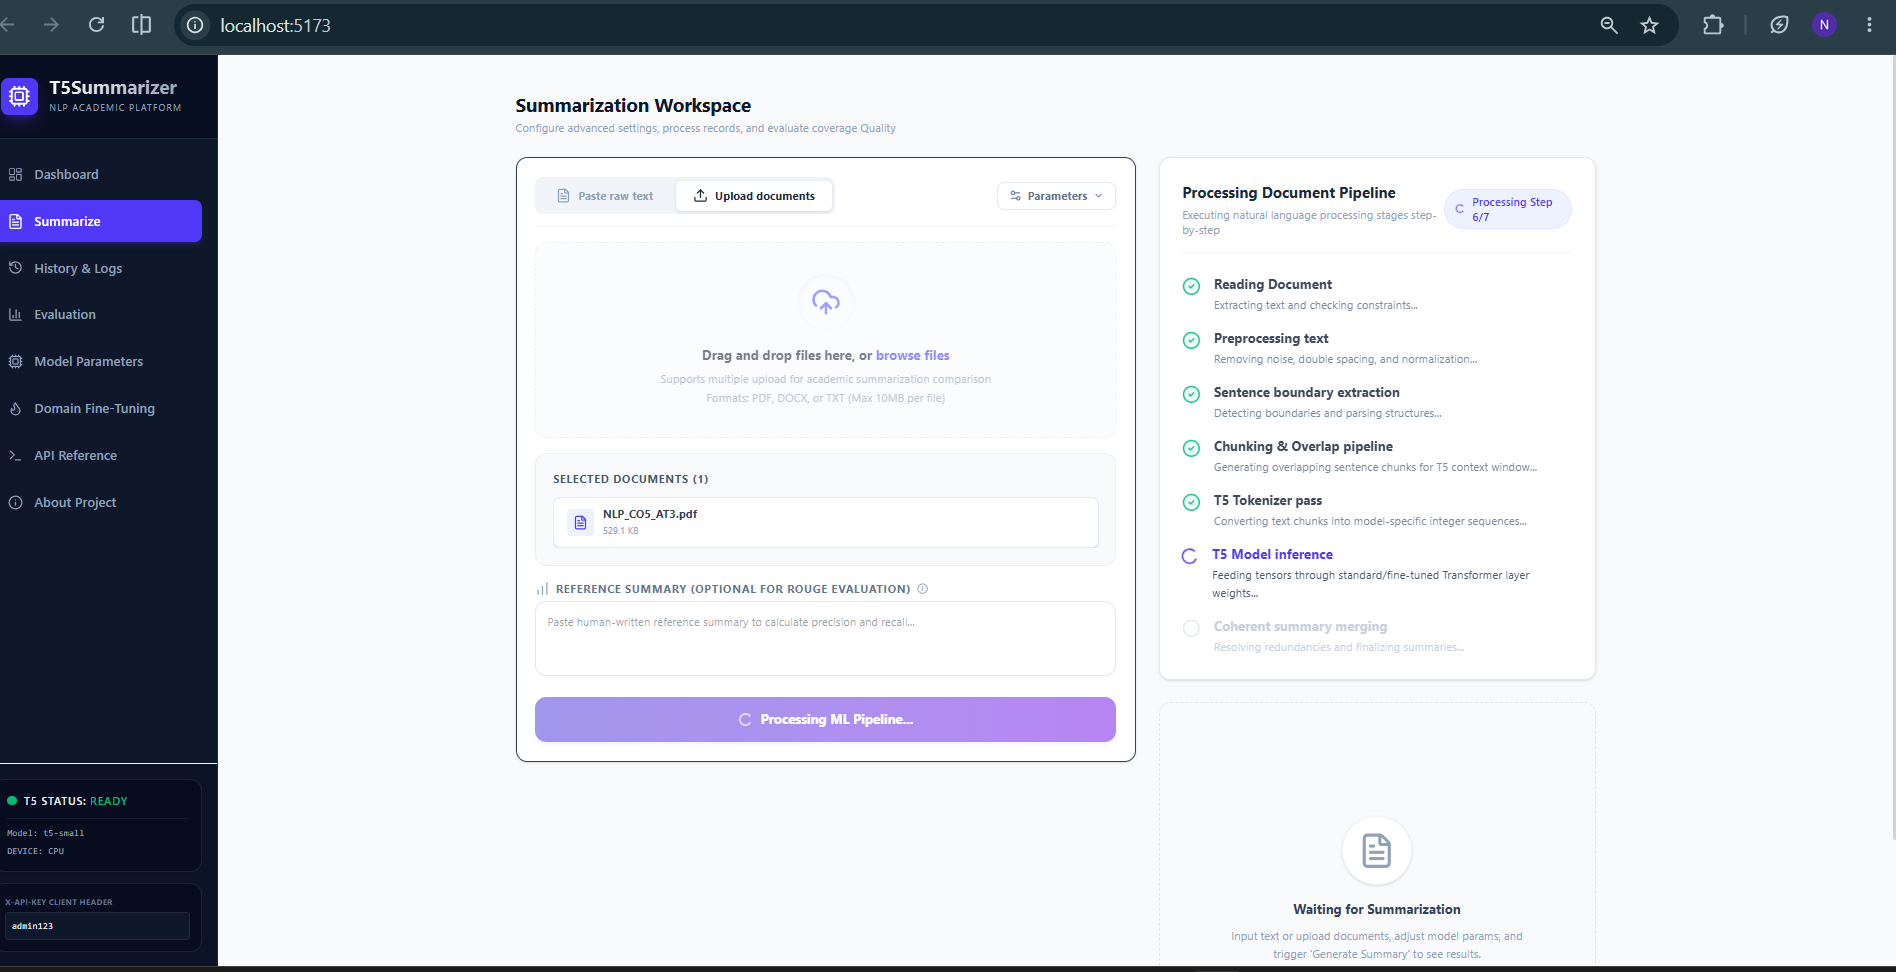 localhost:5173
N
T5Summarizer
NLP ACADEMIC PLATFORM
Dashboard
Summarize
History & Logs
Evaluation
Model Parameters
Domain Fine-Tuning
API Reference
About Project
T5 STATUS: READY
Model: t5-small
DEVICE: CPU
X-API-KEY CLIENT HEADER
admin123
Summarization Workspace
Configure advanced settings, process records, and evaluate coverage Quality
Paste raw text
Upload documents
Parameters
Drag and drop files here, or browse files
Supports multiple upload for academic summarization comparison
Formats: PDF, DOCX, or TXT (Max 10MB per file)
SELECTED DOCUMENTS (1)
NLP_CO5_AT3.pdf
529.1 KB
REFERENCE SUMMARY (OPTIONAL FOR ROUGE EVALUATION)
Paste human-written reference summary to calculate precision and recall...
Processing ML Pipeline...
Processing Document Pipeline
Executing natural language processing stages step-
by-step
Processing Step
6/7
Reading Document
Extracting text and checking constraints...
Preprocessing text
Removing noise, double spacing, and normalization...
Sentence boundary extraction
Detecting boundaries and parsing structures...
Chunking & Overlap pipeline
Generating overlapping sentence chunks for T5 context window...
T5 Tokenizer pass
Converting text chunks into model-specific integer sequences...
T5 Model inference
Feeding tensors through standard/fine-tuned Transformer layer
weights...
Coherent summary merging
Resolving redundancies and finalizing summaries...
Waiting for Summarization
Input text or upload documents, adjust model params, and
trigger 'Generate Summary' to see results.